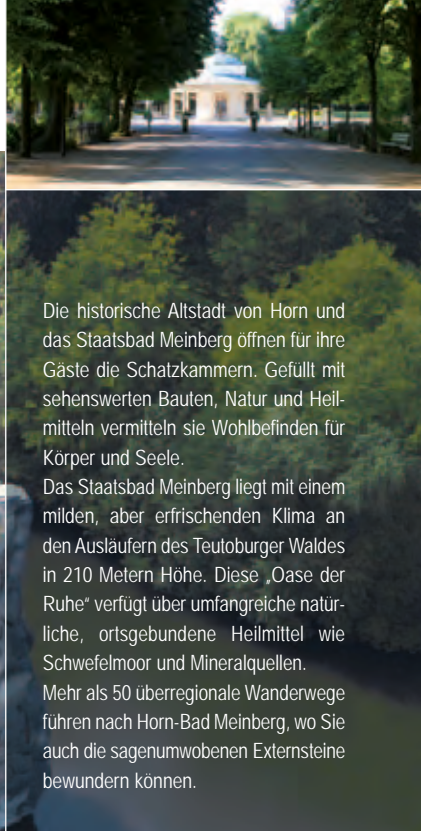 Die historische Altstadt von Horn und
das Staatsbad Meinberg öffnen für ihre
Gäste die Schatzkammern. Gefüllt mit
sehenswerten Bauten, Natur und Heil-
mitteln vermitteln sie Wohlbefinden für
Körper und Seele.
Das Staatsbad Meinberg liegt mit einem
milden, aber erfrischenden Klima an
den Ausläufern des Teutoburger Waldes
in 210 Metern Höhe. Diese „Oase der
Ruhe“ verfügt über umfangreiche natür-
liche, ortsgebundene Heilmittel wie
Schwefelmoor und Mineralquellen.
Mehr als 50 überregionale Wanderwege
führen nach Horn-Bad Meinberg, wo Sie
auch die sagenumwobenen Externsteine
bewundern können.